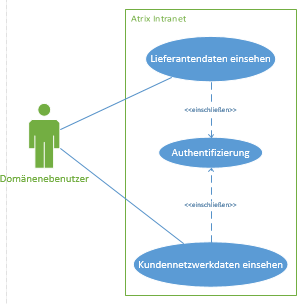 Atrix Intranet
Lieferantendaten einsehen
<<einschließen>>
Authentifizierung
Domänenebenutzer
<<einschließen>>
Kundennetzwerkdaten einsehen